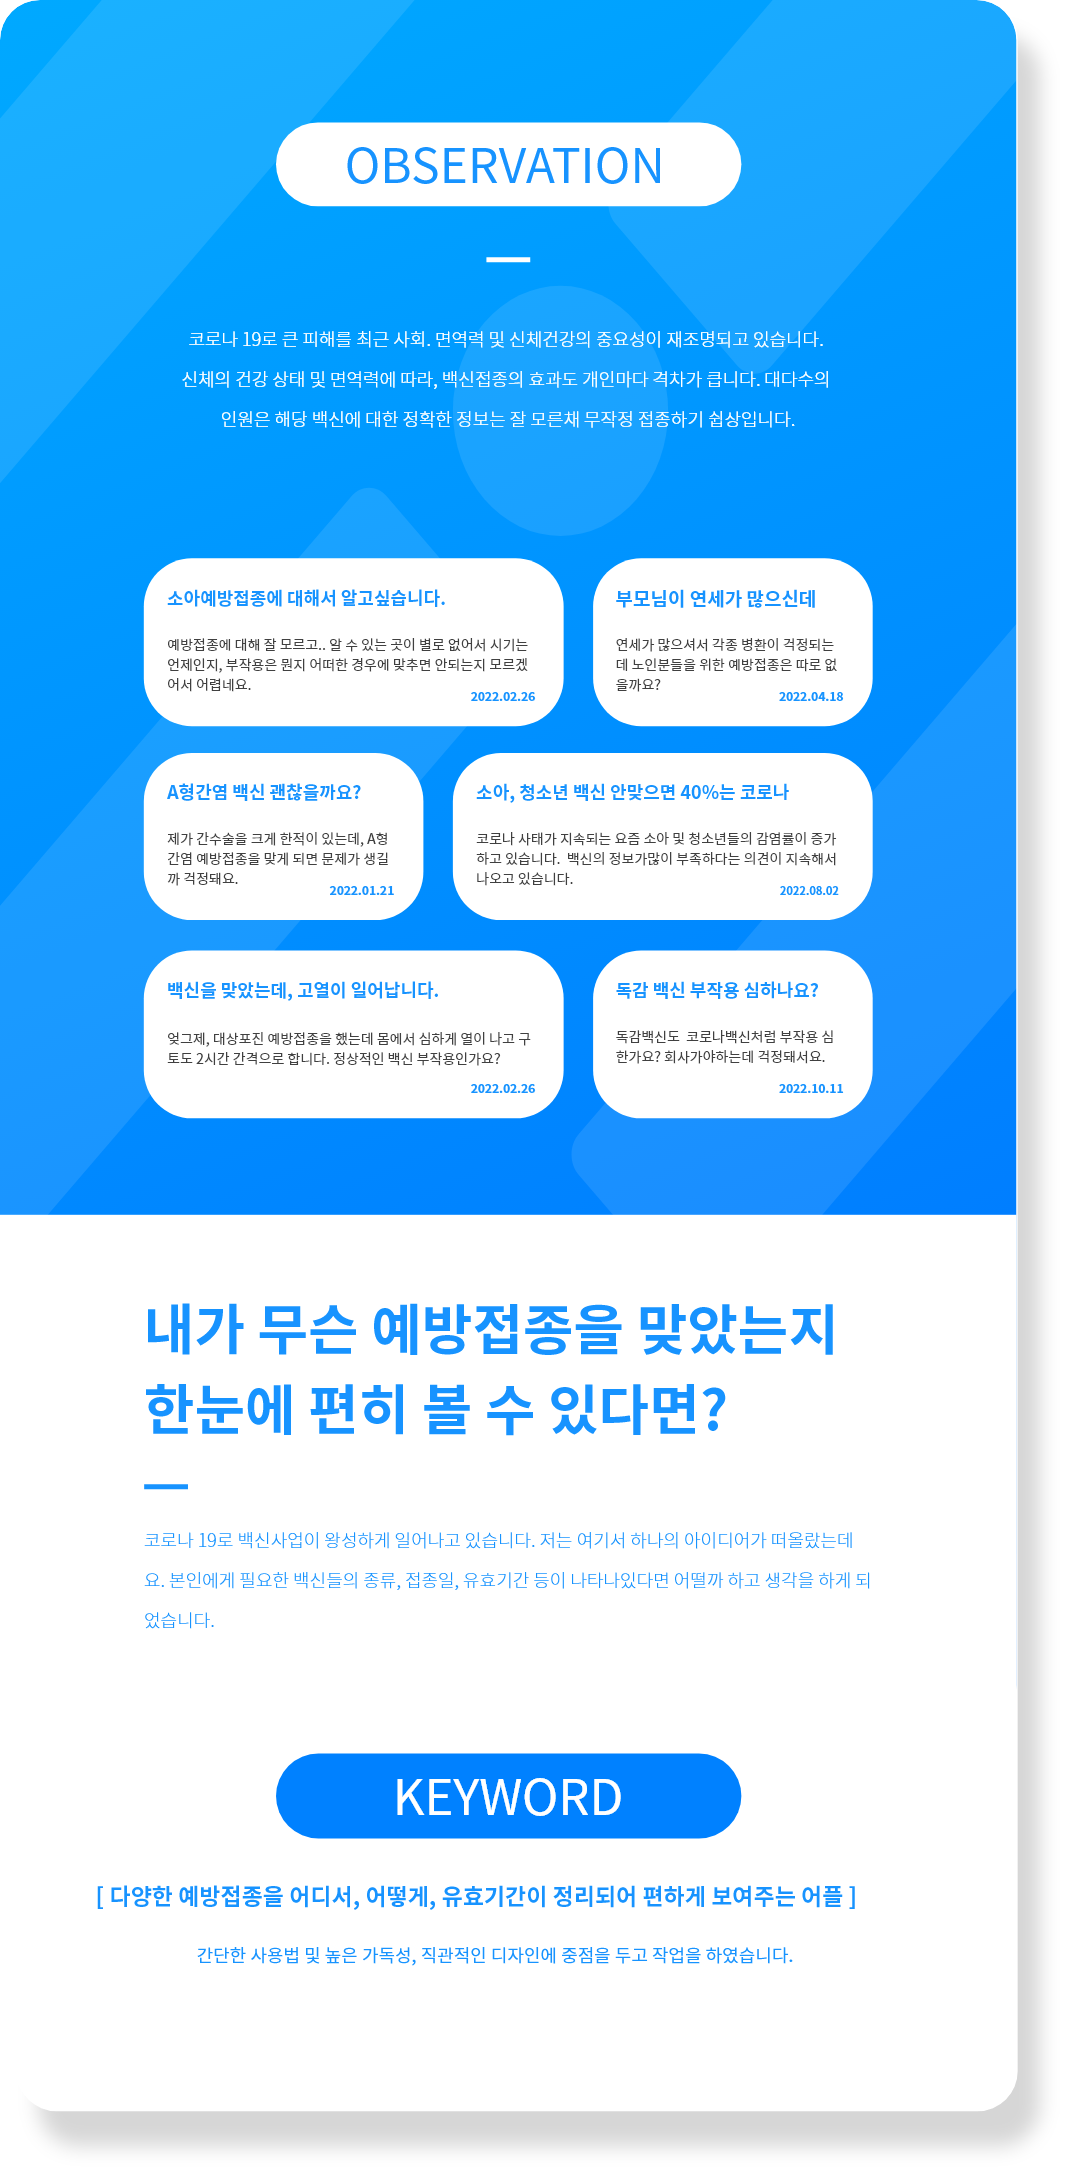 OBSERVATION
코로나 19로 큰 피해를 최근 사회. 면역력 및 신체건강의 중요성이 재조명되고 있습니다.
신체의 건강 상태 및 면역력에 따라, 백신접종의 효과도 개인마다 격차가 큽니다. 대다수의
인원은 해당 백신에 대한 정확한 정보는 잘 모른채 무작정 접종하기 쉽상입니다.
소아예방접종에 대해서 알고싶습니다.
예방접종에 대해 잘 모르고.. 알 수 있는 곳이 별로 없어서 시기는
언제인지, 부작용은 뭔지 어떠한 경우에 맞추면 안되는지 모르겠
어서 어렵네요.
2022.02.26
부모님이 연세가 많으신데
연세가 많으셔서 각종 병환이 걱정되는
데 노인분들을 위한 예방접종은 따로 없
을까요?
2022.04.18
A형간염 백신 괜찮을까요?
제가 간수술을 크게 한적이 있는데, A형
간염 예방접종을 맞게 되면 문제가 생길
까 걱정돼요.
2022.01.21
소아, 청소년 백신 안맞으면 40%는 코로나
코로나 사태가 지속되는 요즘 소아 및 청소년들의 감염률이 증가
하고 있습니다.  백신의 정보가많이 부족하다는 의견이 지속해서
나오고 있습니다.
2022.08.02
백신을 맞았는데, 고열이 일어납니다.
엊그제, 대상포진 예방접종을 했는데 몸에서 심하게 열이 나고 구
토도 2시간 간격으로 합니다. 정상적인 백신 부작용인가요?
2022.02.26
독감 백신 부작용 심하나요?
독감백신도  코로나백신처럼 부작용 심
한가요? 회사가야하는데 걱정돼서요.
2022.10.11
내가 무슨 예방접종을 맞았는지
한눈에 편히 볼 수 있다면?
코로나 19로 백신사업이 왕성하게 일어나고 있습니다. 저는 여기서 하나의 아이디어가 떠올랐는데
요. 본인에게 필요한 백신들의 종류, 접종일, 유효기간 등이 나타나있다면 어떨까 하고 생각을 하게 되
었습니다.
KEYWORD
[ 다양한 예방접종을 어디서, 어떻게, 유효기간이 정리되어 편하게 보여주는 어플 ]
간단한 사용법 및 높은 가독성, 직관적인 디자인에 중점을 두고 작업을 하였습니다.